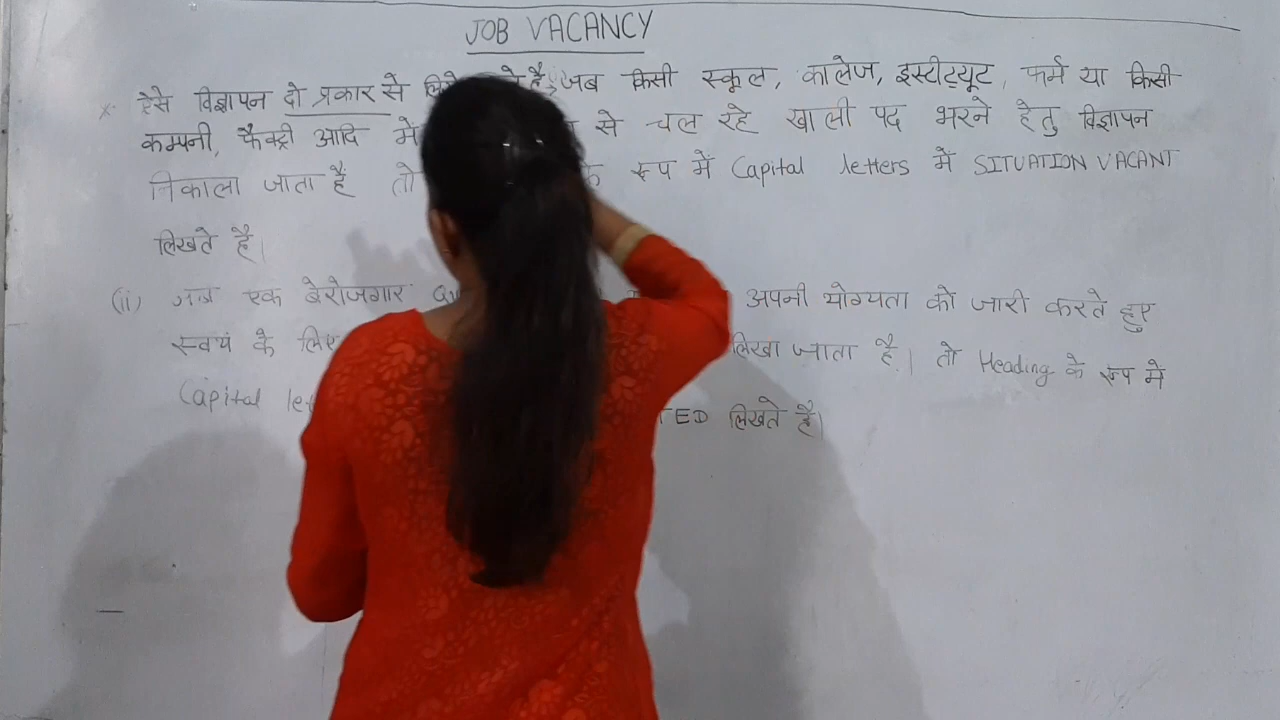 JOB VACANCY
* ऐसे विज्ञापन दो प्रकार से जब किसी स्कूल, कॉलेज, इस्टीट्यूट, फर्म या किसी
कम्पनी, फैक्ट्री आदि में से चल रहे खाली पद भरने हेतु विज्ञापन
निकाला जाता है तो के रूप में Capital letters में SITUATION VACANT
लिखते है।
(ii) जब एक बेरोजगार अपनी योग्यता को जारी करते हुए
स्वयं के लिए लिखा जाता है। तो Heading के रूप में
Capital TED लिखते है।